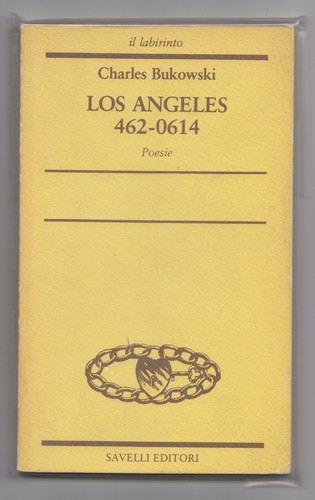 il labirinto
Charles Bukowski
LOS ANGELES
462-0614
Poesie
SAVELLI EDITORI